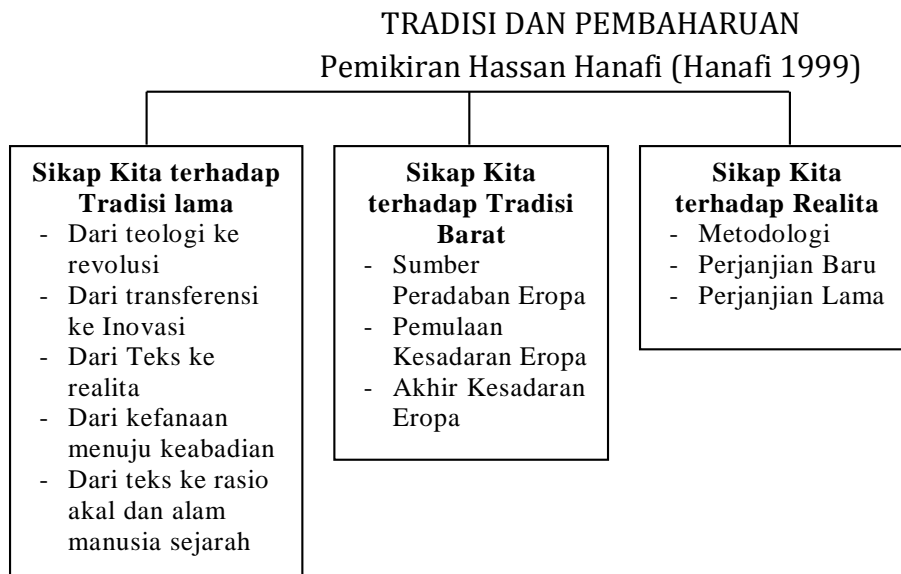 TRADISI DAN PEMBAHARUAN
Pemikiran Hassan Hanafi (Hanafi 1999)
Sikap Kita terhadap
Tradisi lama
- Dari teologi ke
revolusi
- Dari transferensi
ke Inovasi
- Dari Teks ke
realita
- Dari kefanaan
menuju keabadian
- Dari teks ke rasio
akal dan alam
manusia sejarah
Sikap Kita
terhadap Tradisi
Barat
- Sumber
Peradaban Eropa
- Pemulaan
Kesadaran Eropa
- Akhir Kesadaran
Eropa
Sikap Kita
terhadap Realita
- Metodologi
- Perjanjian Baru
- Perjanjian Lama